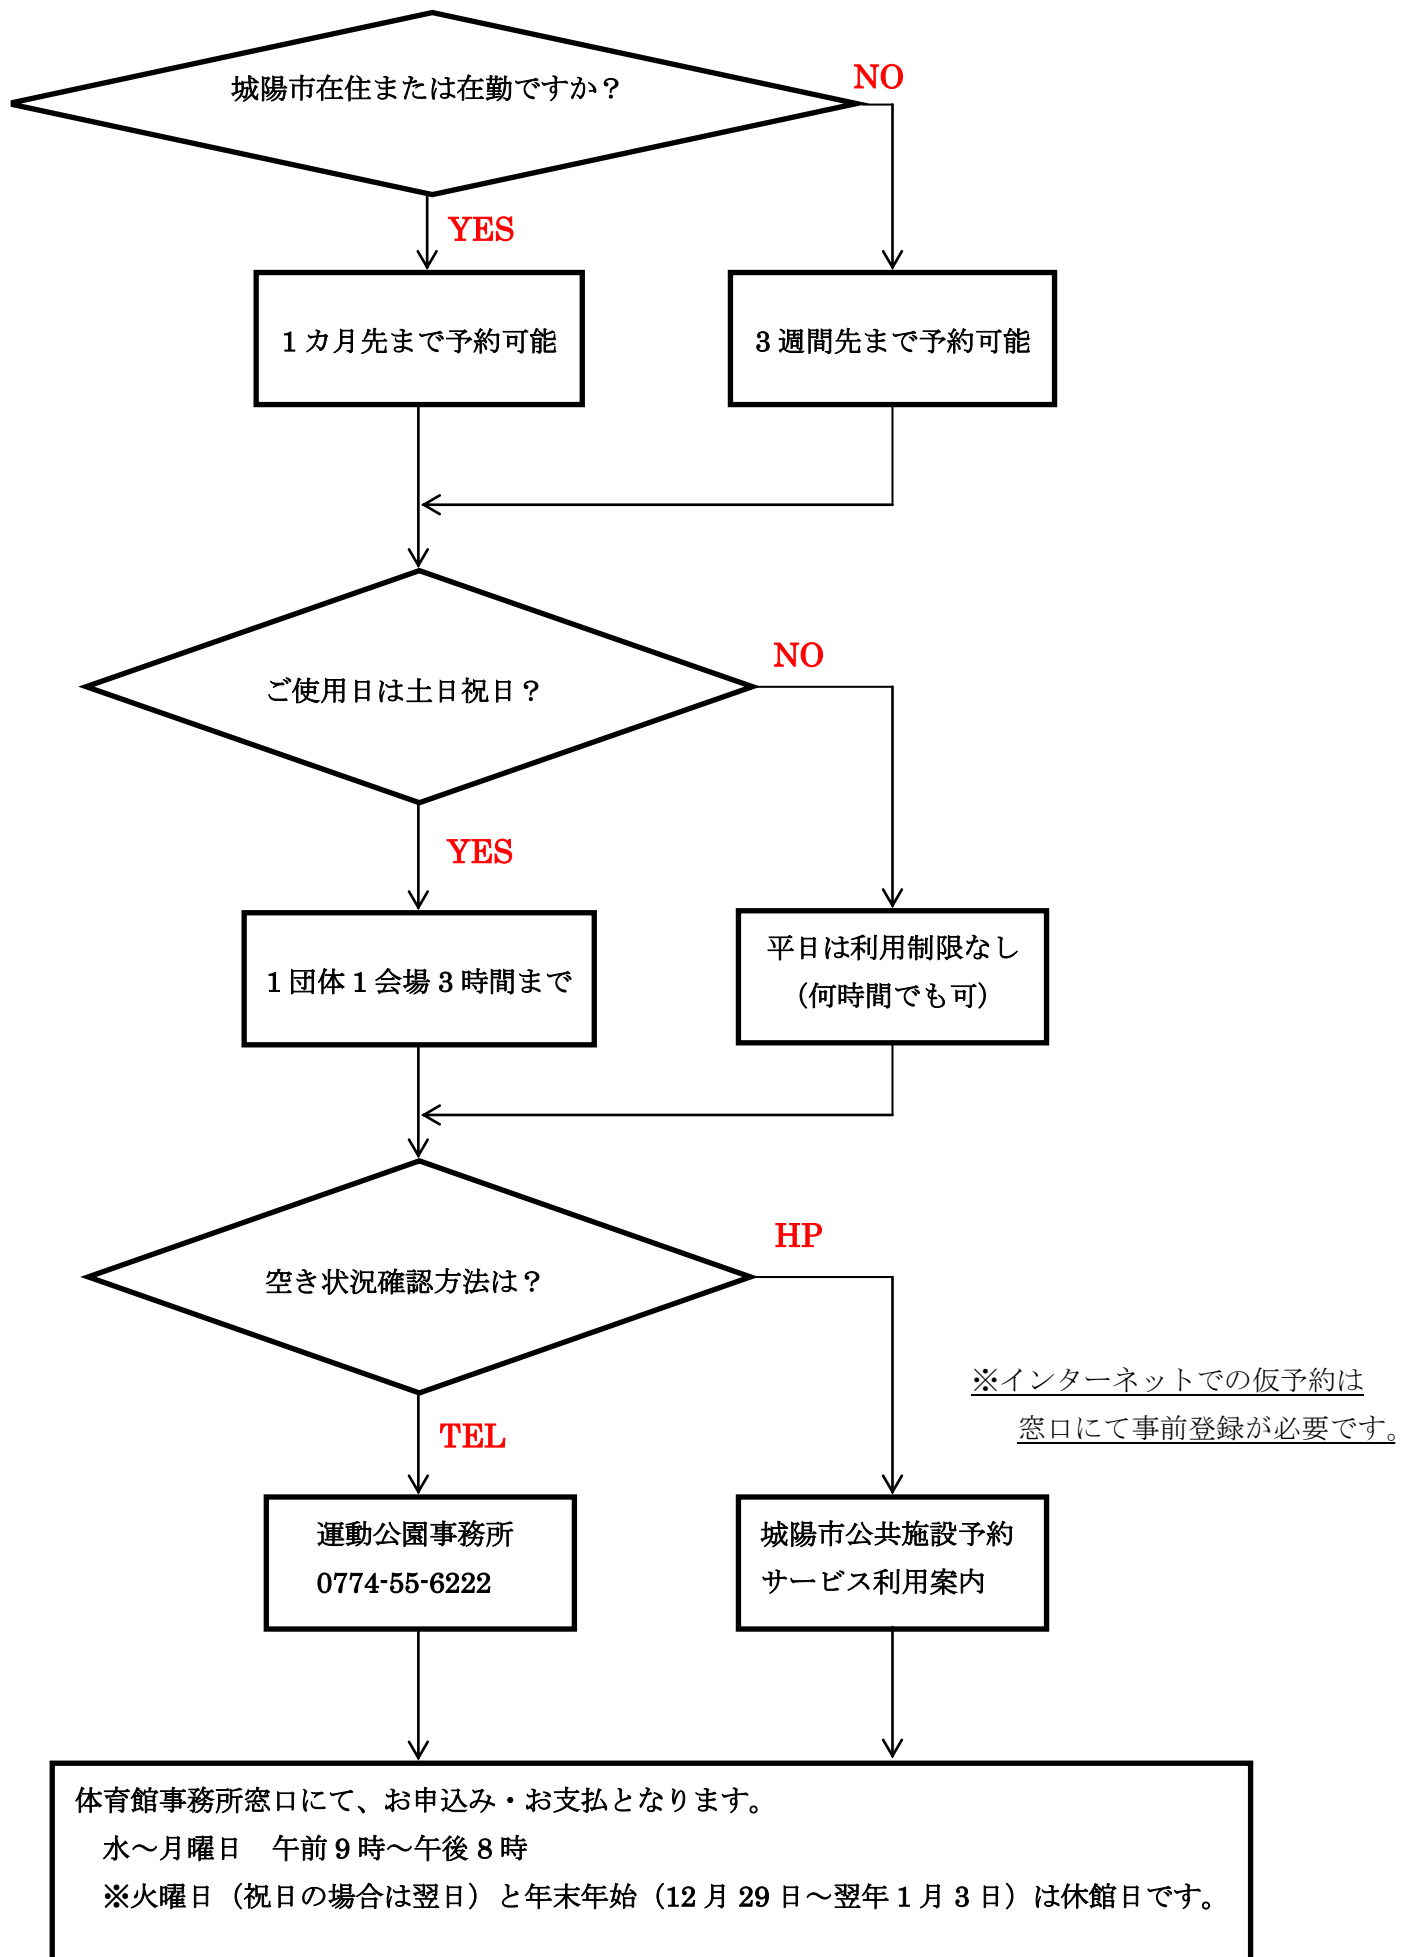 城陽市在住または在勤ですか？
NO
YES
1カ月先まで予約可能
3週間先まで予約可能
ご使用日は土日祝日？
NO
YES
1団体1会場3時間まで
平日は利用制限なし
（何時間でも可）
空き状況確認方法は？
HP
※インターネットでの仮予約は
窓口にて事前登録が必要です。
TEL
運動公園事務所
0774-55-6222
城陽市公共施設予約
サービス利用案内
体育館事務所窓口にて、お申込み・お支払となります。
水～月曜日　午前9時～午後8時
※火曜日（祝日の場合は翌日）と年末年始（12月29日～翌年1月3日）は休館日です。